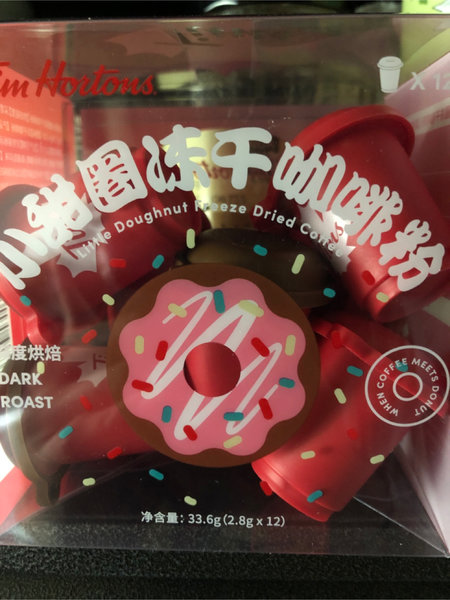 Tim Hortons
X 12
小甜圈冻干咖啡粉
Little Doughnut Freeze Dried Coffee
度烘焙
DARK
ROAST
WHEN COFFEE MEETS DONUT
净含量：33.6g(2.8g x 12)